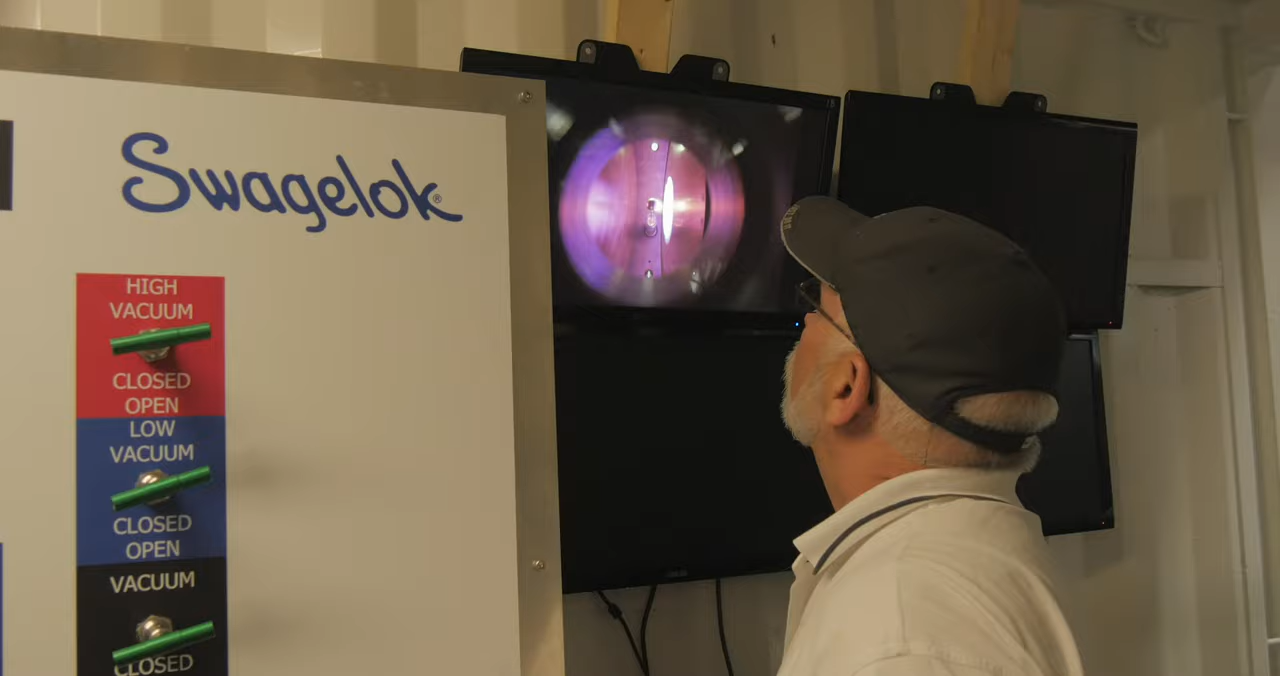 Swagelok®
HIGH
VACUUM
CLOSED
OPEN
LOW
VACUUM
CLOSED
OPEN
VACUUM
CLOSED